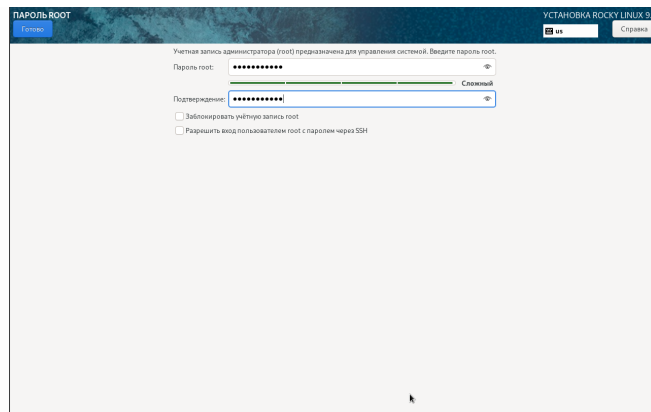 ПАРОЛЬ ROOT
УСТАНОВКА ROCKY LINUX 9.
Готово
us
Справка
Учетная запись администратора (root) предназначена для управления системой. Введите пароль root.
Пароль root: ●●●●●●●●●●●
Сложный
Подтверждение: ●●●●●●●●●●●
Заблокировать учётную запись root
Разрешить вход пользователем root с паролем через SSH